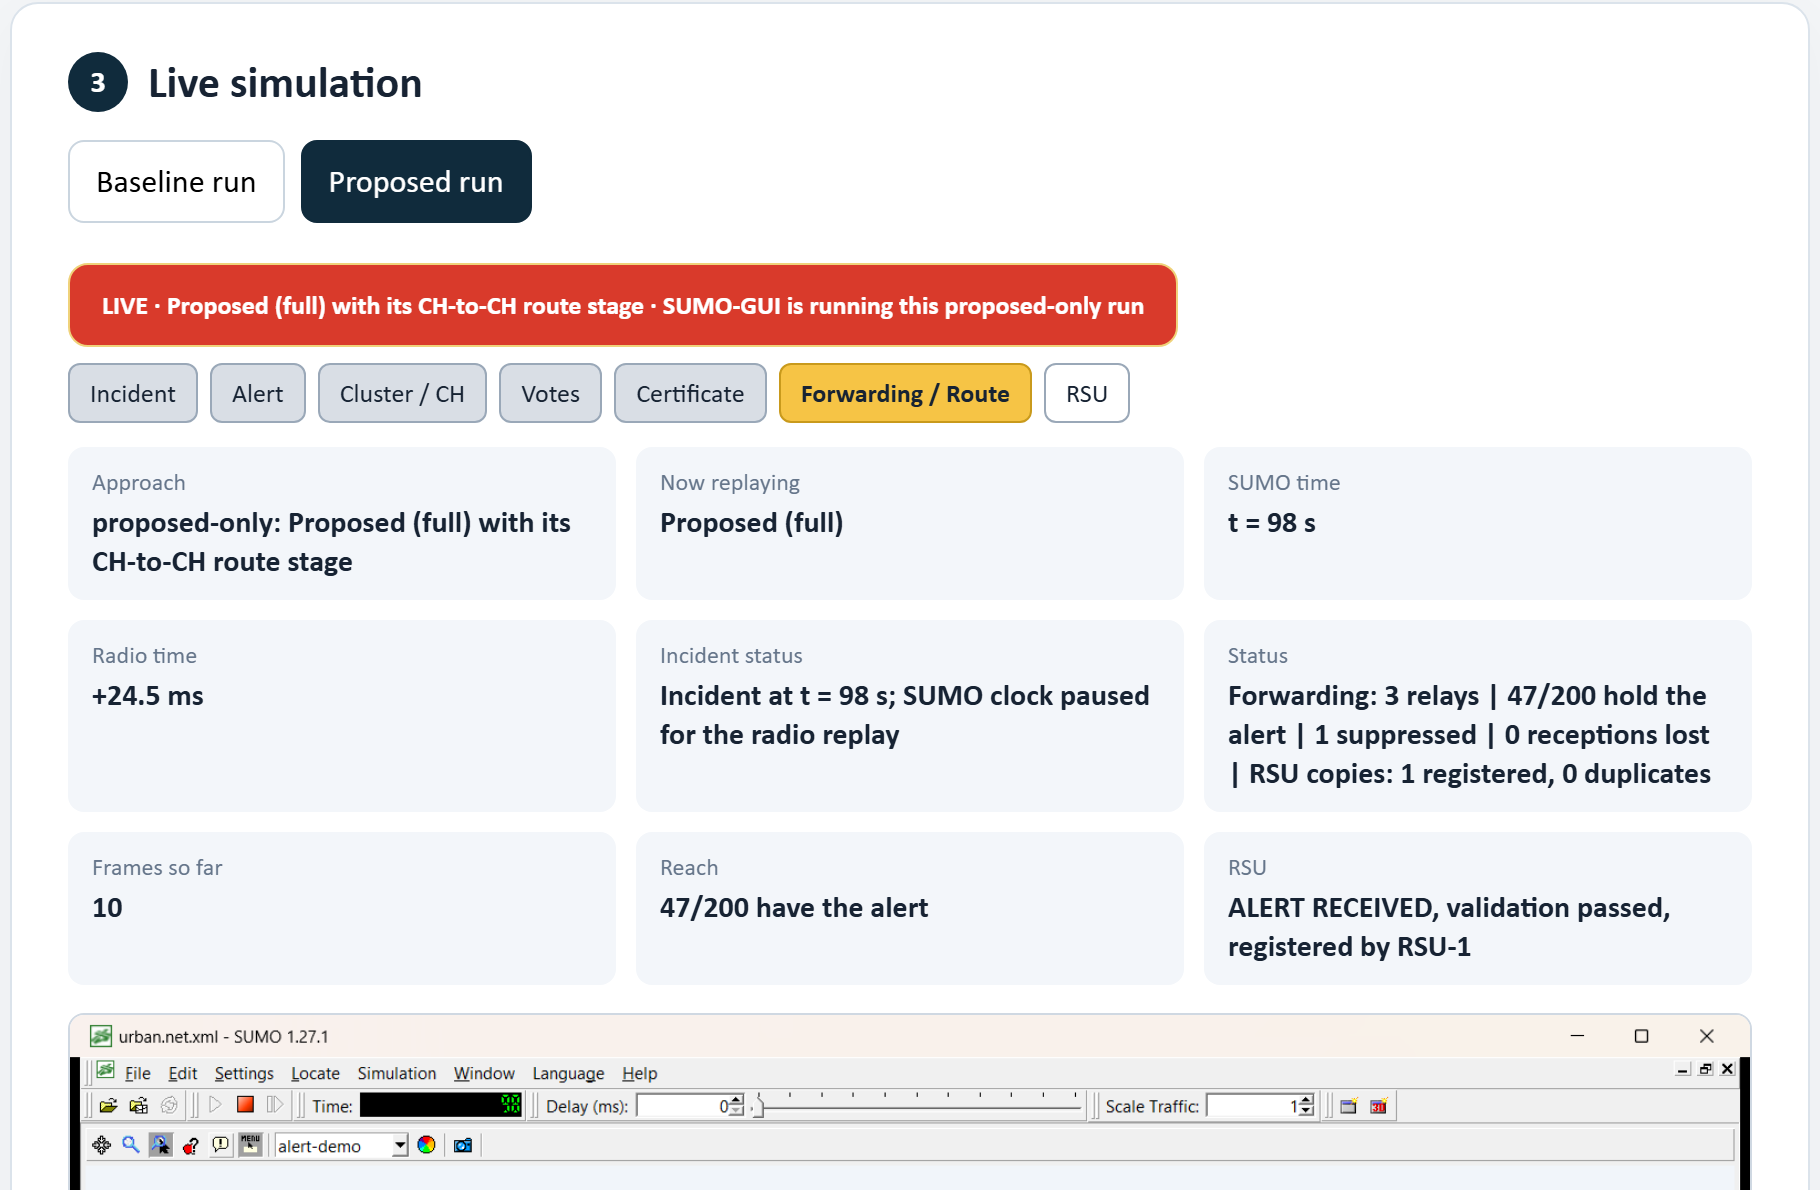 3 Live simulation
Baseline run Proposed run
LIVE · Proposed (full) with its CH-to-CH route stage · SUMO-GUI is running this proposed-only run
Incident Alert Cluster / CH Votes Certificate Forwarding / Route RSU
Approach
proposed-only: Proposed (full) with its
CH-to-CH route stage
Now replaying
Proposed (full)
SUMO time
t = 98 s
Radio time
+24.5 ms
Incident status
Incident at t = 98 s; SUMO clock paused
for the radio replay
Status
Forwarding: 3 relays | 47/200 hold the
alert | 1 suppressed | 0 receptions lost
| RSU copies: 1 registered, 0 duplicates
Frames so far
10
Reach
47/200 have the alert
RSU
ALERT RECEIVED, validation passed,
registered by RSU-1
urban.net.xml - SUMO 1.27.1
File Edit Settings Locate Simulation Window Language Help
Time: 98 Delay (ms): 0 Scale Traffic: 1 31
MENU alert-demo